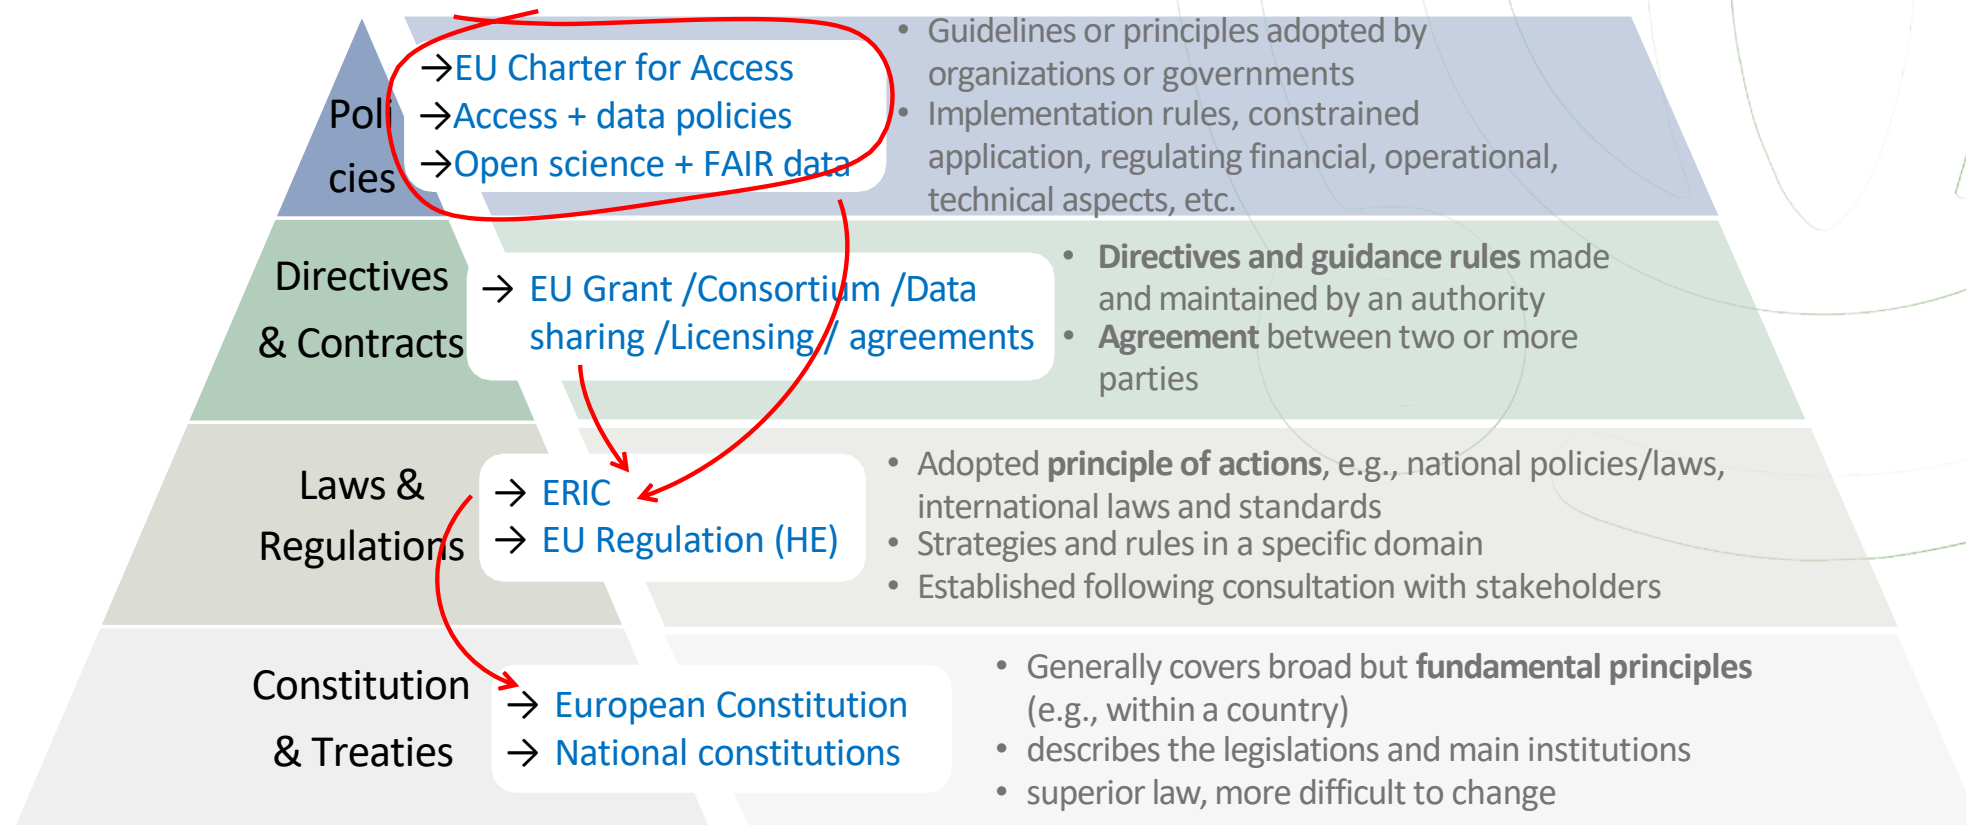 Poli
cies
→EU Charter for Access
→Access + data policies
→Open science + FAIR data
• Guidelines or principles adopted by
organizations or governments
• Implementation rules, constrained
application, regulating financial, operational,
technical aspects, etc.
Directives
& Contracts
→ EU Grant /Consortium /Data
sharing /Licensing / agreements
• Directives and guidance rules made
and maintained by an authority
• Agreement between two or more
parties
Laws &
Regulations
→ ERIC
→ EU Regulation (HE)
• Adopted principle of actions, e.g., national policies/laws,
international laws and standards
• Strategies and rules in a specific domain
• Established following consultation with stakeholders
Constitution
& Treaties
→ European Constitution
→ National constitutions
• Generally covers broad but fundamental principles
(e.g., within a country)
• describes the legislations and main institutions
• superior law, more difficult to change